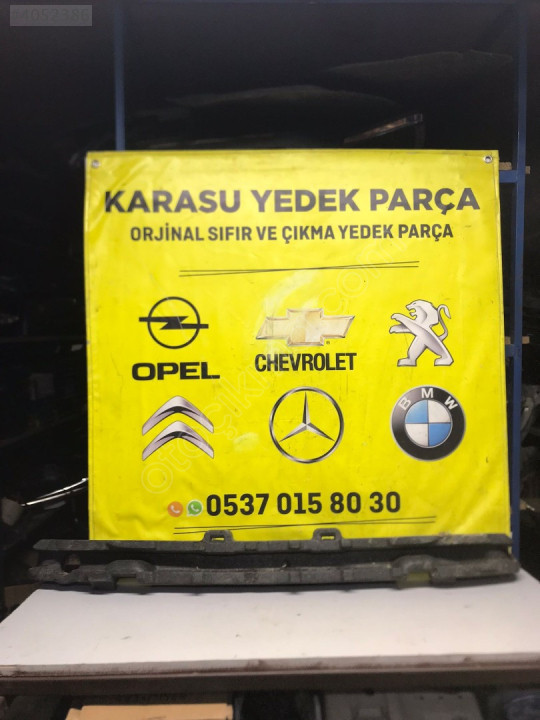 KARASU YEDEK PARÇA
ORJİNAL SIFIR VE ÇIKMA YEDEK PARÇA
OPEL
CHEVROLET
BMW
0537 015 80 30